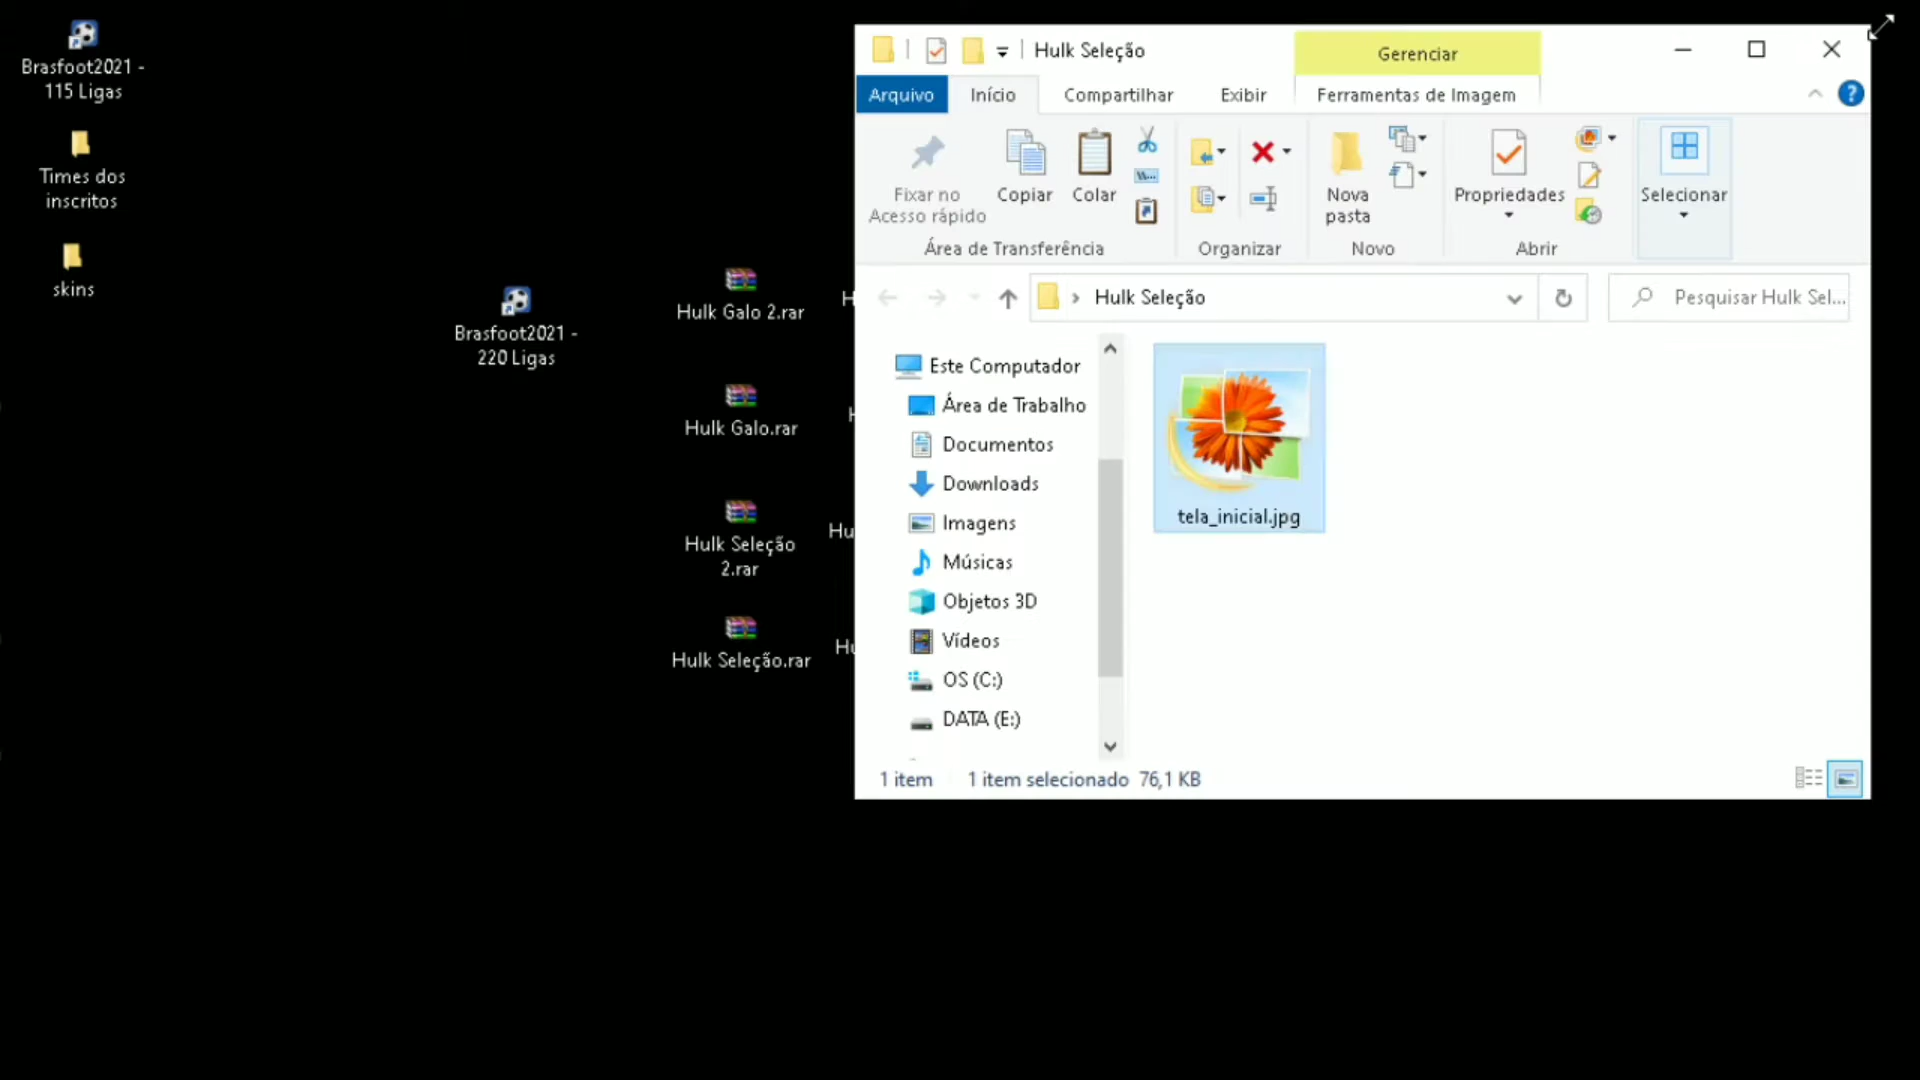 Brasfoot2021 -
115 Ligas
Times dos
inscritos
skins
Brasfoot2021 -
220 Ligas
Hulk Galo 2.rar
Hulk Galo.rar
Hulk Seleção
2.rar
Hulk Seleção.rar
H
H
Hu
Hu
Hulk Seleção
Gerenciar
Arquivo
Início
Compartilhar
Exibir
Ferramentas de Imagem
Fixar no
Acesso rápido
Copiar
Colar
Nova
pasta
Propriedades
Selecionar
Área de Transferência
Organizar
Novo
Abrir
Hulk Seleção
Pesquisar Hulk Sel...
Este Computador
Área de Trabalho
Documentos
Downloads
Imagens
Músicas
Objetos 3D
Vídeos
OS (C:)
DATA (E:)
tela_inicial.jpg
1 item
1 item selecionado 76,1 KB